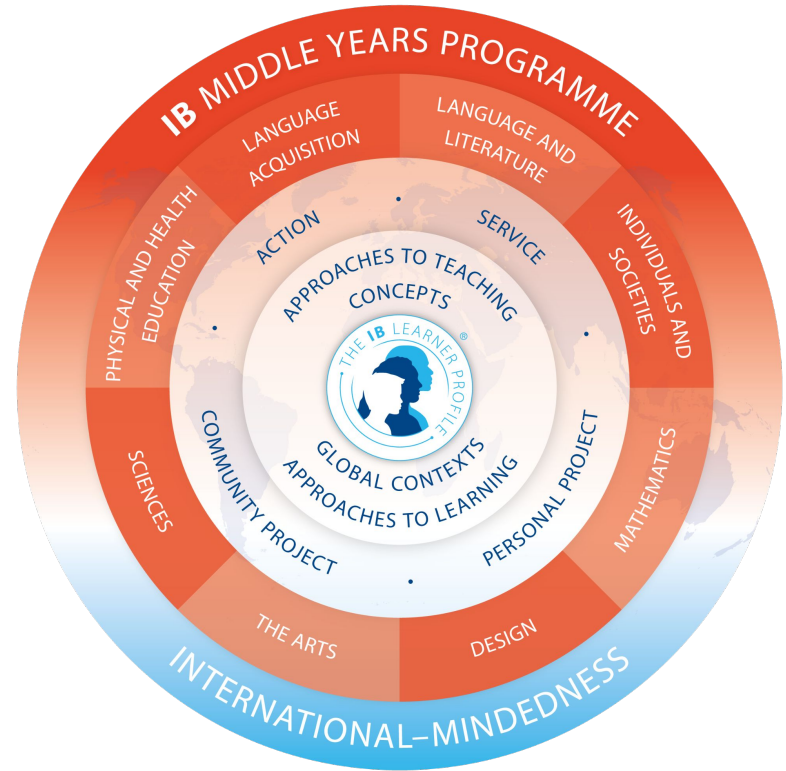 IB MIDDLE YEARS PROGRAMME
LANGUAGE
ACQUISITION
LANGUAGE AND
LITERATURE
INDIVIDUALS AND
SOCIETIES
MATHEMATICS
DESIGN
THE ARTS
SCIENCES
PHYSICAL AND HEALTH
EDUCATION
ACTION
SERVICE
PERSONAL PROJECT
COMMUNITY PROJECT
APPROACHES TO TEACHING
CONCEPTS
THE IB LEARNER PROFILE
®
GLOBAL CONTEXTS
APPROACHES TO LEARNING
INTERNATIONAL–MINDEDNESS